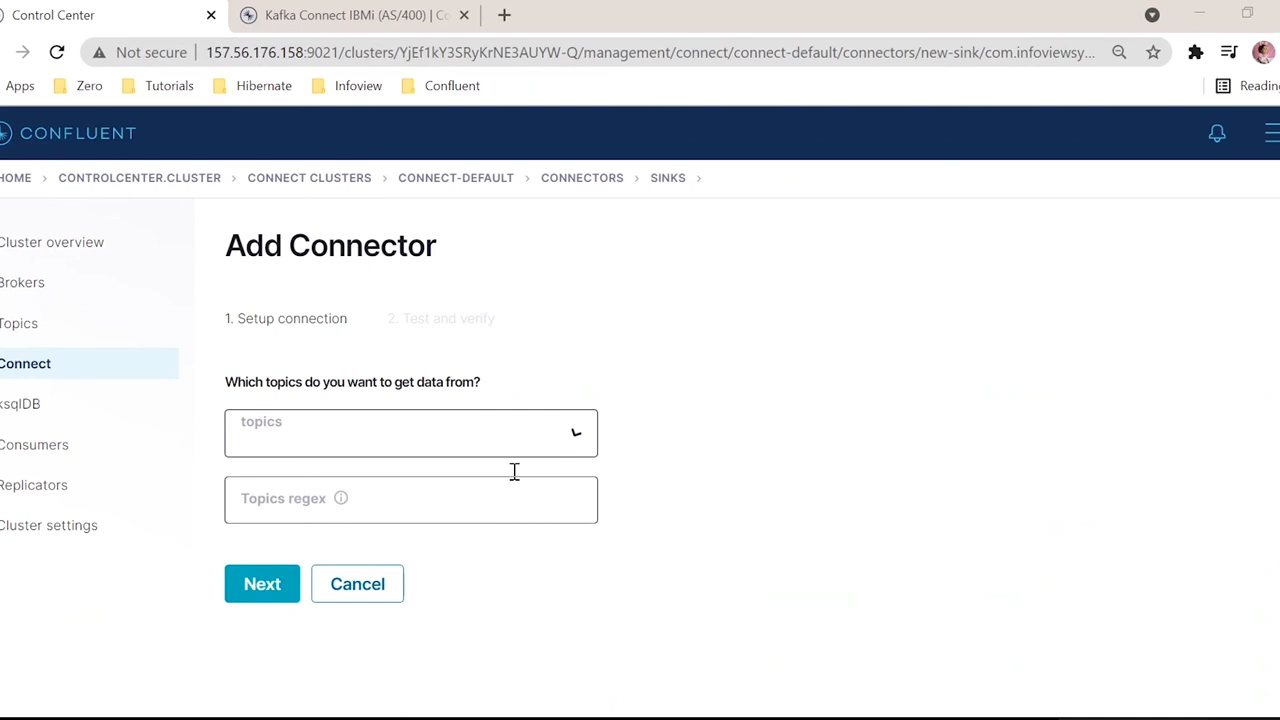 Control Center
Kafka Connect IBMi (AS/400) | Co
Not secure
157.56.176.158:9021/clusters/YjEf1kY3SRyKrNE3AUYW-Q/management/connect/connect-default/connectors/new-sink/com.infoviewsy...
Apps Zero Tutorials Hibernate Infoview Confluent Reading
CONFLUENT
HOME > CONTROLCENTER.CLUSTER > CONNECT CLUSTERS > CONNECT-DEFAULT > CONNECTORS > SINKS >
Cluster overview
Brokers
Topics
Connect
ksqlDB
Consumers
Replicators
Cluster settings
Add Connector
1. Setup connection 2. Test and verify
Which topics do you want to get data from?
topics
Topics regex
Next Cancel